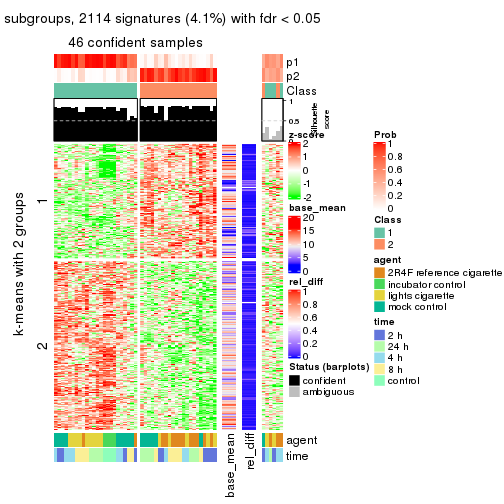 subgroups, 2114 signatures (4.1%) with fdr < 0.05
46 confident samples
p1
p2
Class
1
0.5
0
Silhouette
score
k-means with 2 groups
1
2
z-score
2
1
0
-1
-2
base_mean
20
15
10
5
0
rel_diff
1
0.8
0.6
0.4
0.2
0
Status (barplots)
confident
ambiguous
Prob
1
0.8
0.6
0.4
0.2
0
Class
1
2
agent
2R4F reference cigarette
incubator control
lights cigarette
mock control
time
2 h
24 h
4 h
8 h
control
agent
time
base_mean
rel_diff